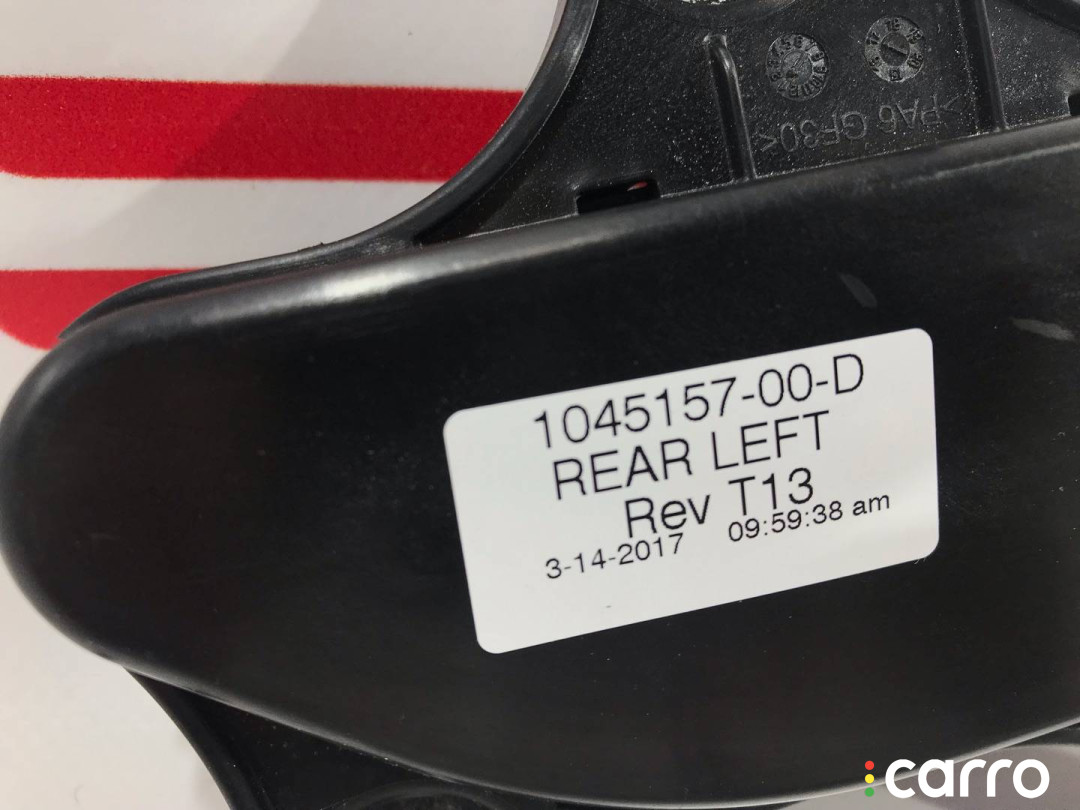 >PA6 GF30<
1045157-00-D
REAR LEFT
Rev T13
3-14-2017 09:59:38 am
carro